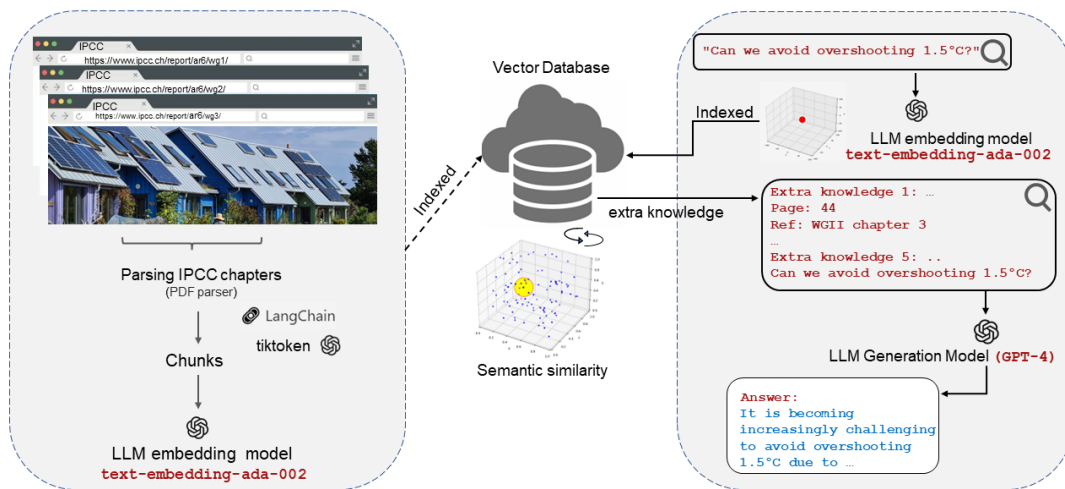 IPCC
https://www.ipcc.ch/report/ar6/wg1/
IPCC
https://www.ipcc.ch/report/ar6/wg2/
IPCC
https://www.ipcc.ch/report/ar6/wg3/
Parsing IPCC chapters
(PDF parser)
LangChain
tiktoken
Chunks
LLM embedding model
text-embedding-ada-002
Indexed
Vector Database
extra knowledge
Semantic similarity
"Can we avoid overshooting 1.5°C?"
Indexed
LLM embedding model
text-embedding-ada-002
Extra knowledge 1: …
Page: 44
Ref: WGII chapter 3
…
Extra knowledge 5: ..
Can we avoid overshooting 1.5°C?
LLM Generation Model (GPT-4)
Answer:
It is becoming
increasingly challenging
to avoid overshooting
1.5°C due to …